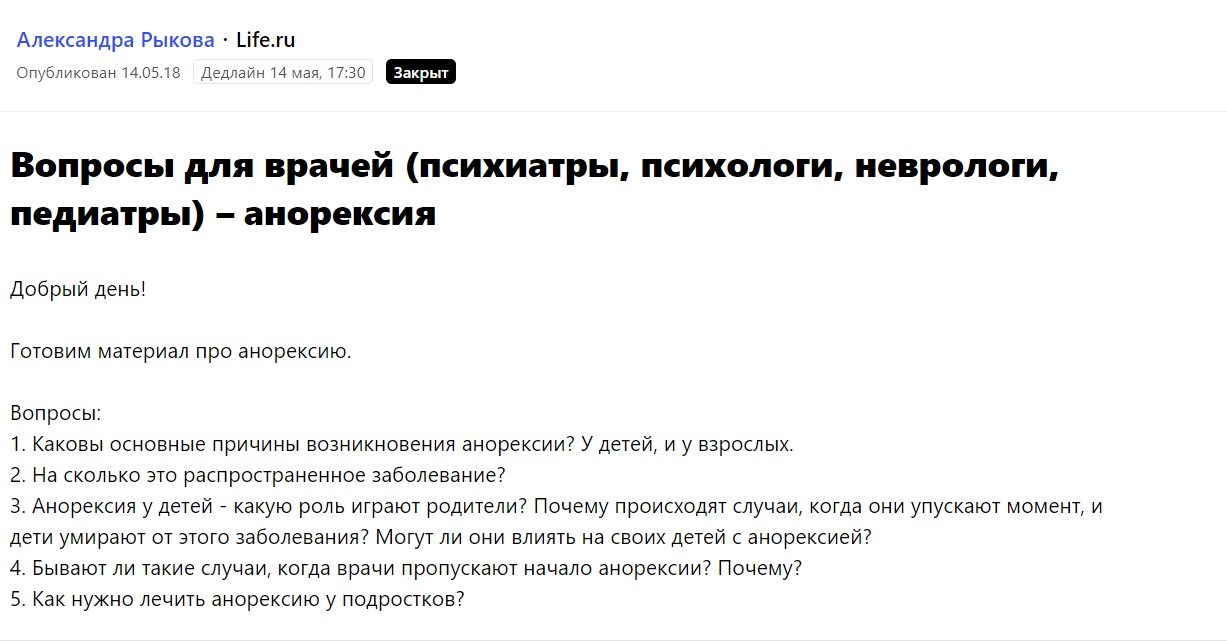 Александра Рыкова · Life.ru
Опубликован 14.05.18 Дедлайн 14 мая, 17:30 Закрыт
Вопросы для врачей (психиатры, психологи, неврологи,
педиатры) – анорексия
Добрый день!
Готовим материал про анорексию.
Вопросы:
1. Каковы основные причины возникновения анорексии? У детей, и у взрослых.
2. На сколько это распространенное заболевание?
3. Анорексия у детей - какую роль играют родители? Почему происходят случаи, когда они упускают момент, и
дети умирают от этого заболевания? Могут ли они влиять на своих детей с анорексией?
4. Бывают ли такие случаи, когда врачи пропускают начало анорексии? Почему?
5. Как нужно лечить анорексию у подростков?